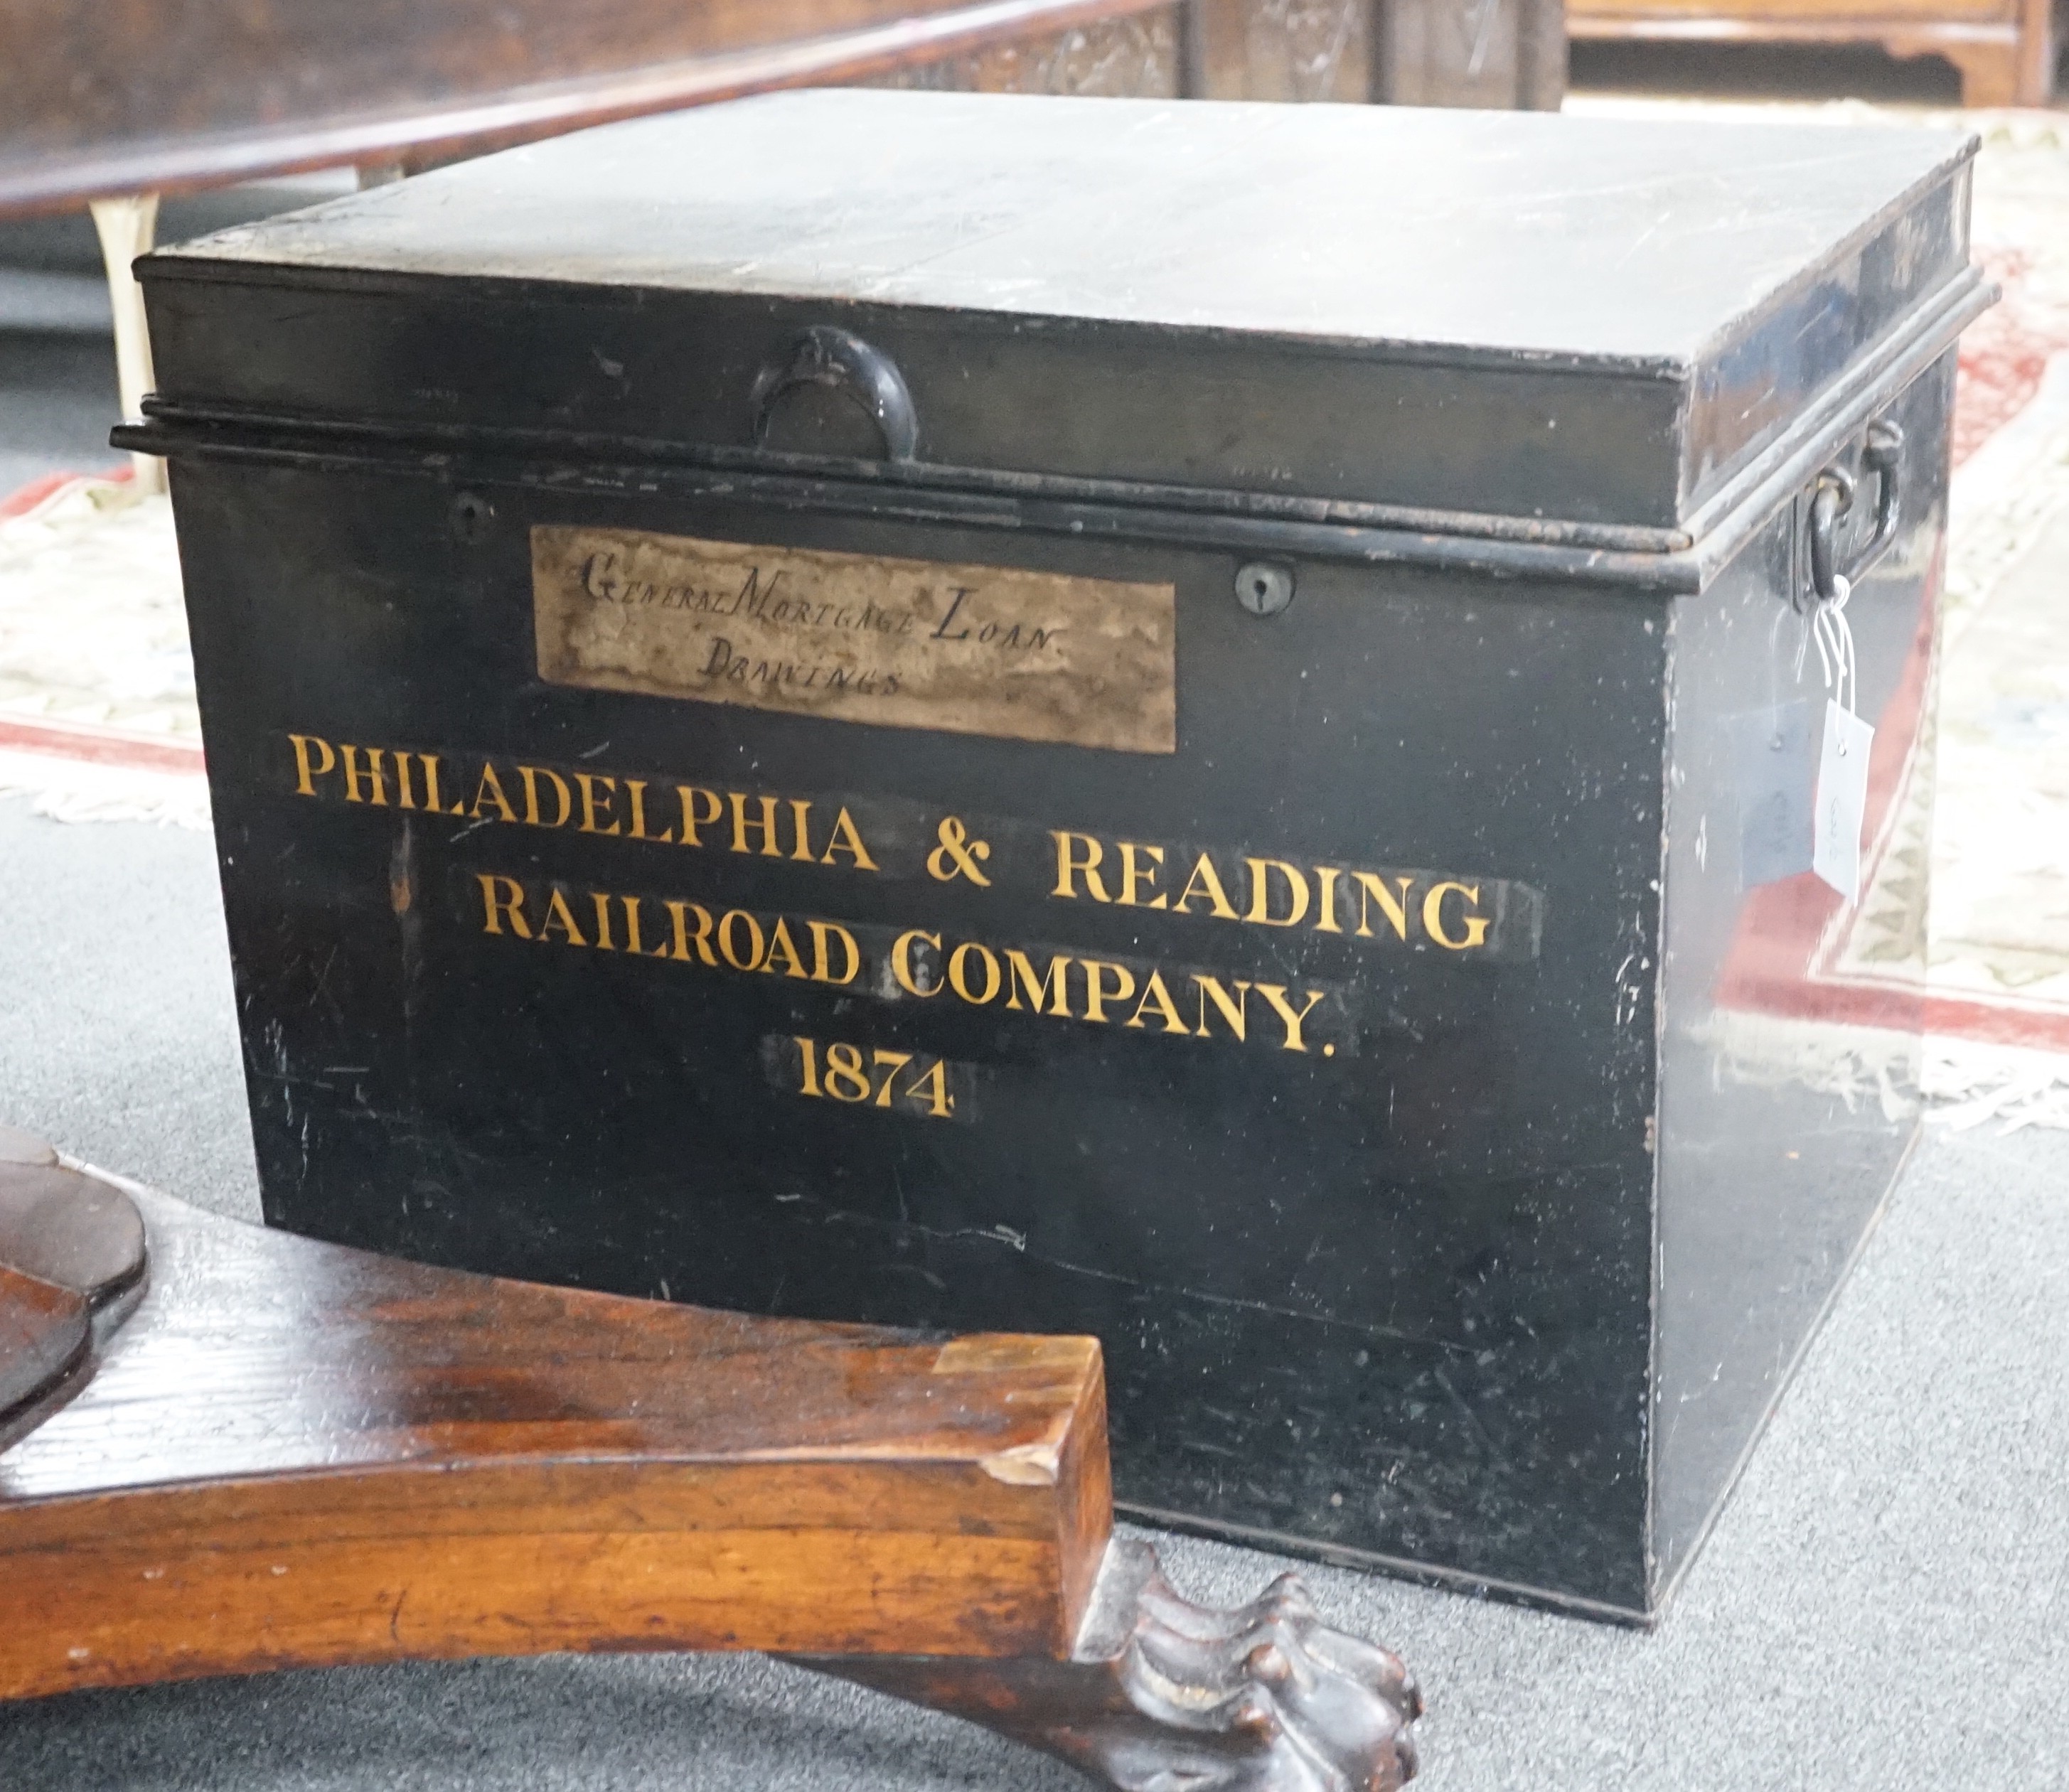 GENERAL MORTGAGE LOAN.
DRAWINGS
PHILADELPHIA & READING
RAILROAD COMPANY.
1874